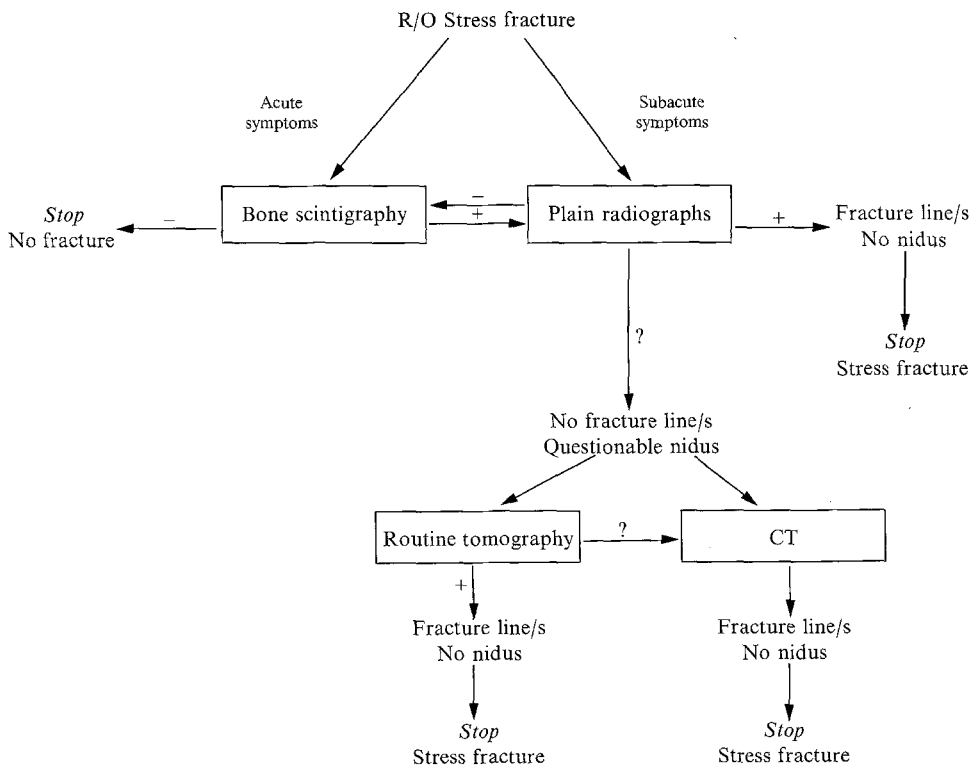 R/O Stress fracture
Acute
symptoms
Subacute
symptoms
Bone scintigraphy
−
+
Plain radiographs
−
Stop
No fracture
+
Fracture line/s
No nidus
Stop
Stress fracture
?
No fracture line/s
Questionable nidus
Routine tomography
?
CT
+
Fracture line/s
No nidus
Stop
Stress fracture
Fracture line/s
No nidus
Stop
Stress fracture